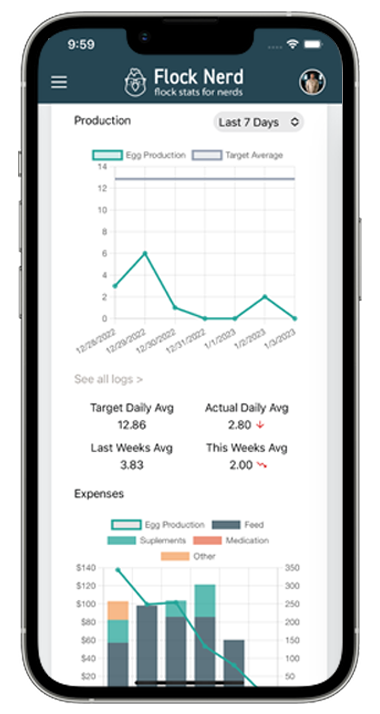 9:59
Flock Nerd
flock stats for nerds
Production
Last 7 Days
Egg Production Target Average
14
12
10
8
6
4
2
0
12/28/2022 12/29/2022 12/30/2022 12/31/2022 1/1/2023 1/2/2023 1/3/2023
See all logs >
Target Daily Avg Actual Daily Avg
12.86 2.80
Last Weeks Avg This Weeks Avg
3.83 2.00
Expenses
Egg Production Feed
Suplements Medication
Other
$140 350
$120 300
$100 250
$80 200
$60 150
$40 100
$20 50